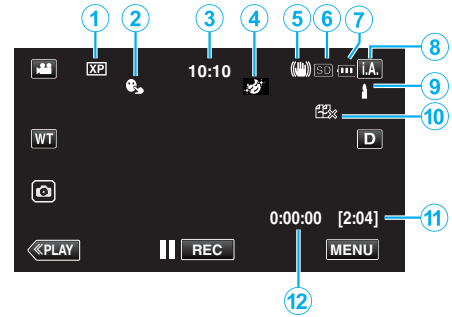 1 2 3 4 5 6 7
XP 10:10 SD I.A. 8
9
10
WT D
0:00:00 [2:04] 11
≪PLAY REC MENU
12